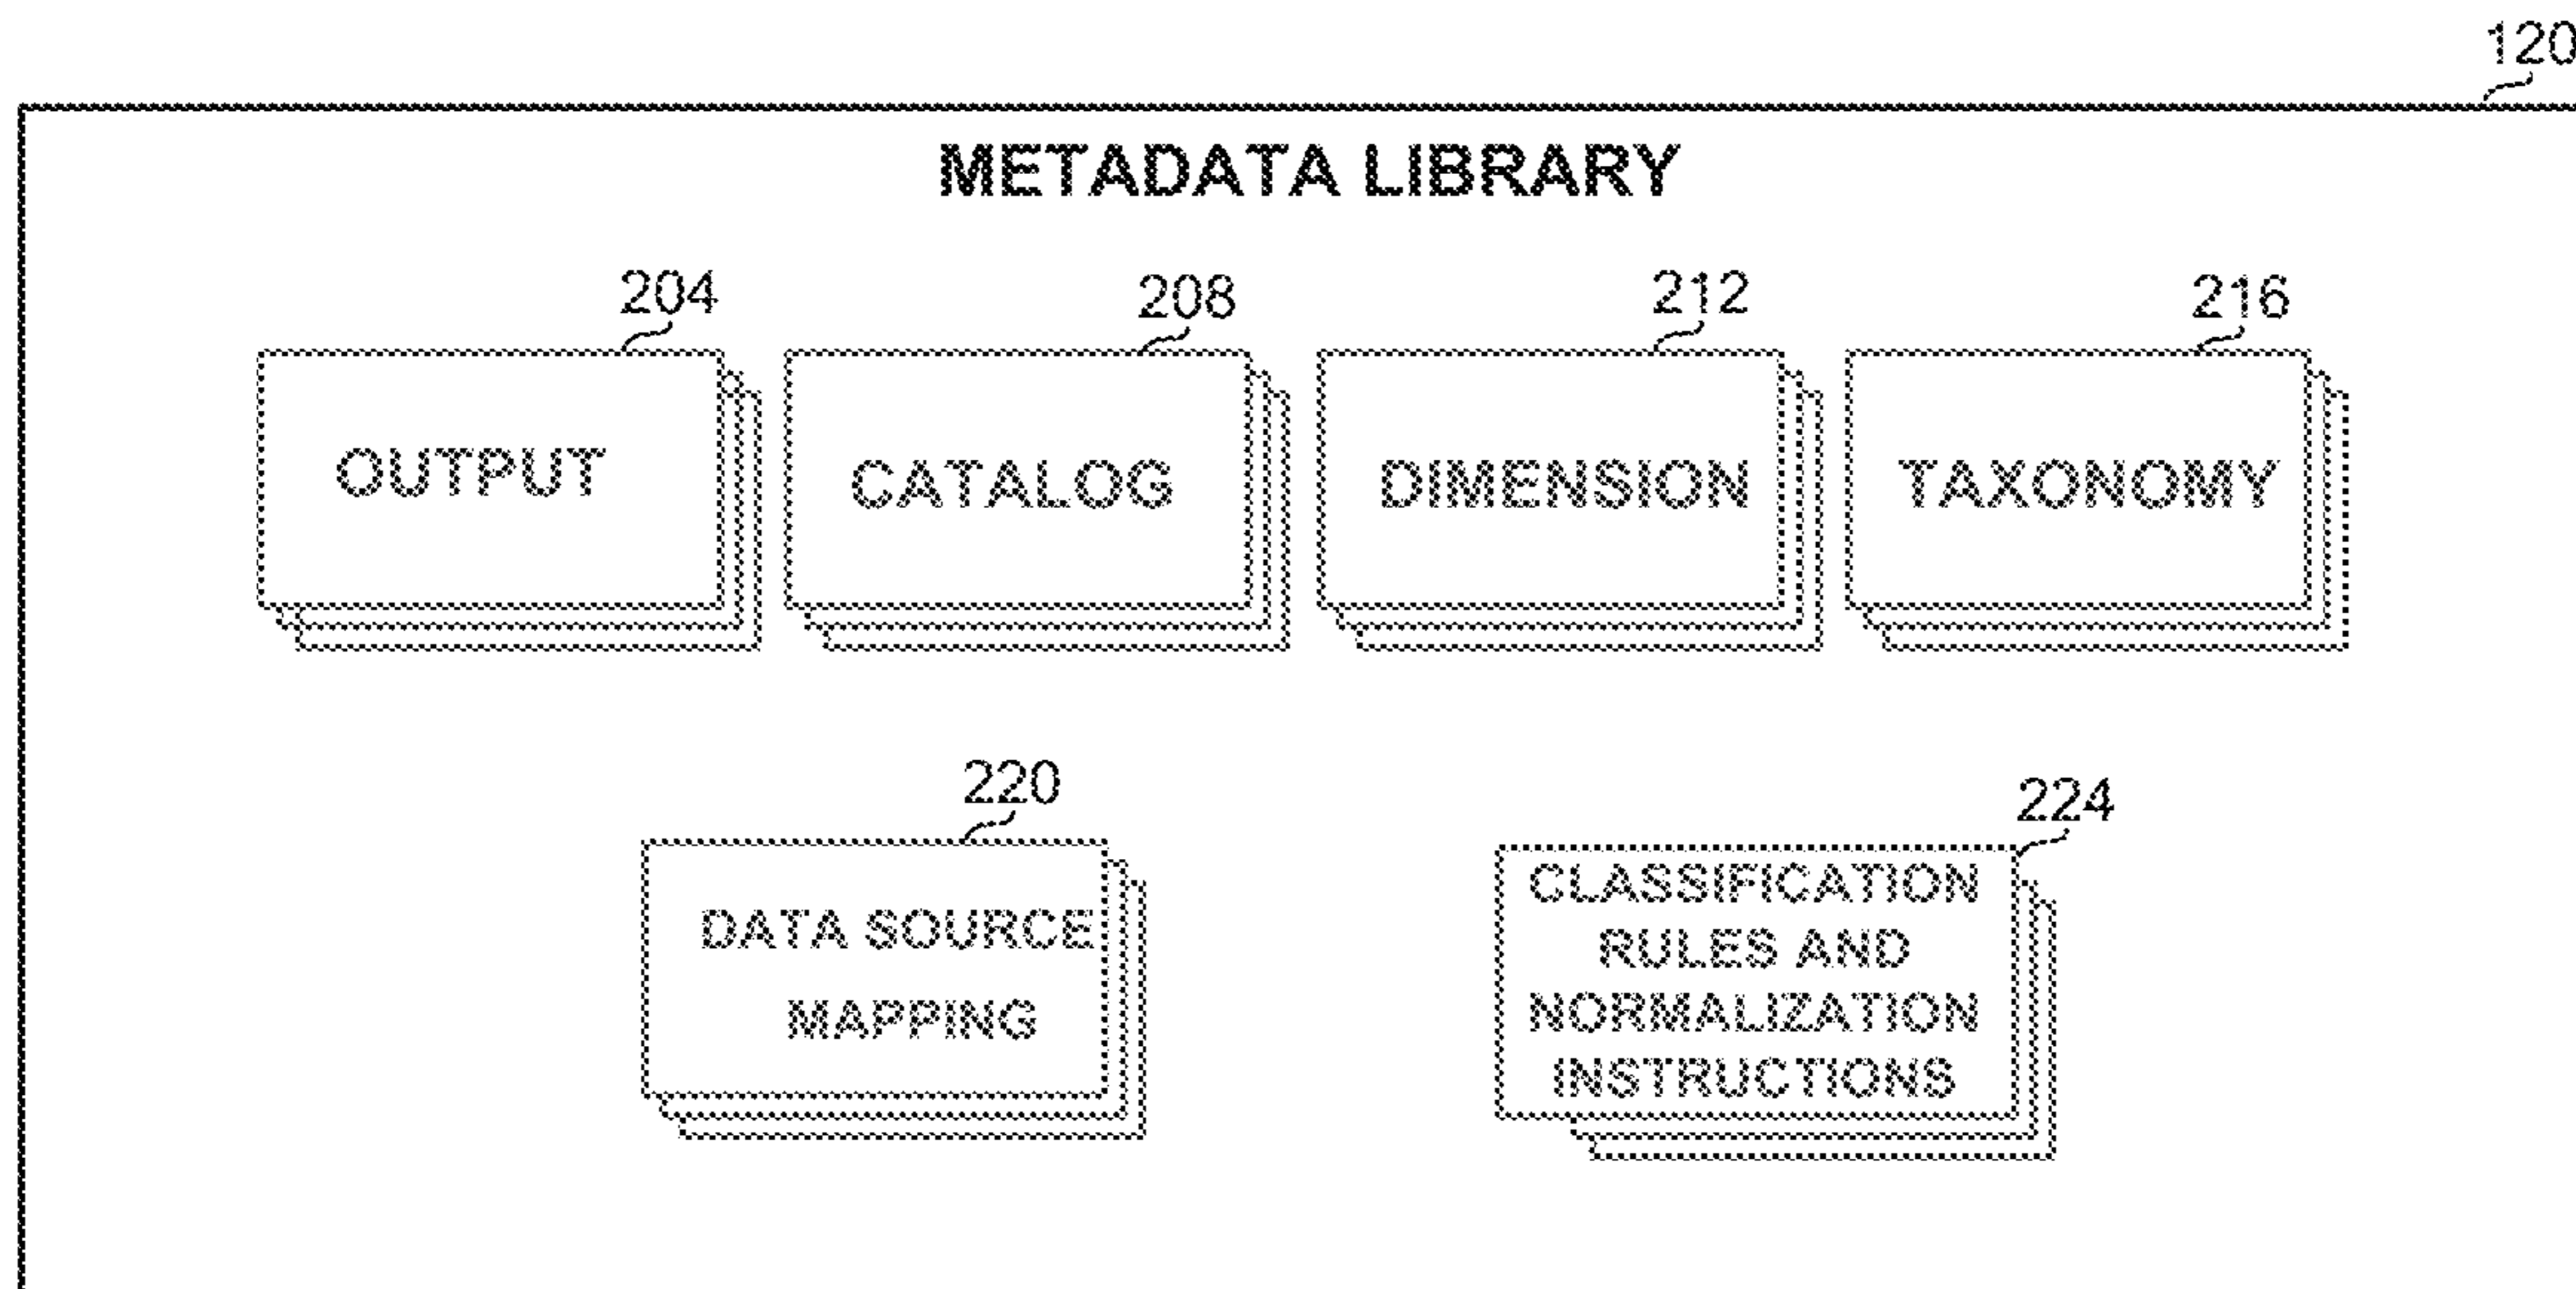 120
METADATA LIBRARY
204
208
212
216
OUTPUT
CATALOG
DIMENSION
TAXONOMY
220
224
DATA SOURCE
MAPPING
CLASSIFICATION
RULES AND
NORMALIZATION
INSTRUCTIONS